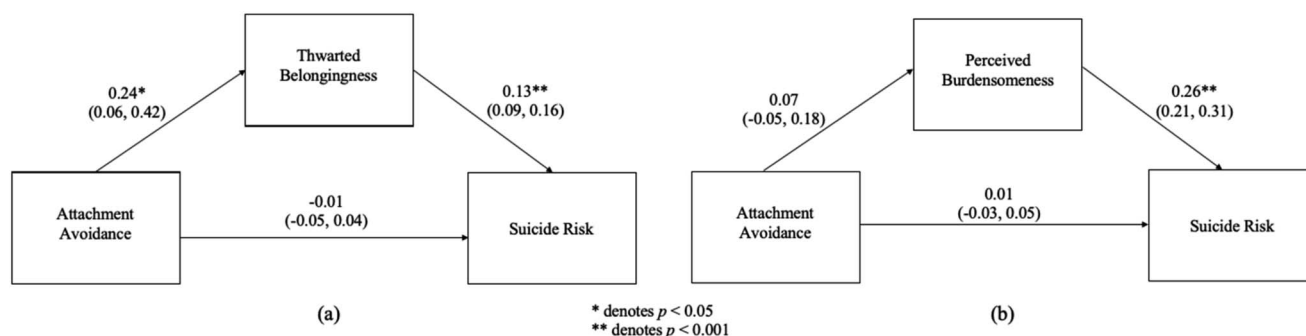 Thwarted
Belongingness
0.24*
(0.06, 0.42)
0.13**
(0.09, 0.16)
Attachment
Avoidance
-0.01
(-0.05, 0.04)
Suicide Risk
(a)
Perceived
Burdensomeness
0.07
(-0.05, 0.18)
0.26**
(0.21, 0.31)
Attachment
Avoidance
0.01
(-0.03, 0.05)
Suicide Risk
(b)
* denotes p < 0.05
** denotes p < 0.001